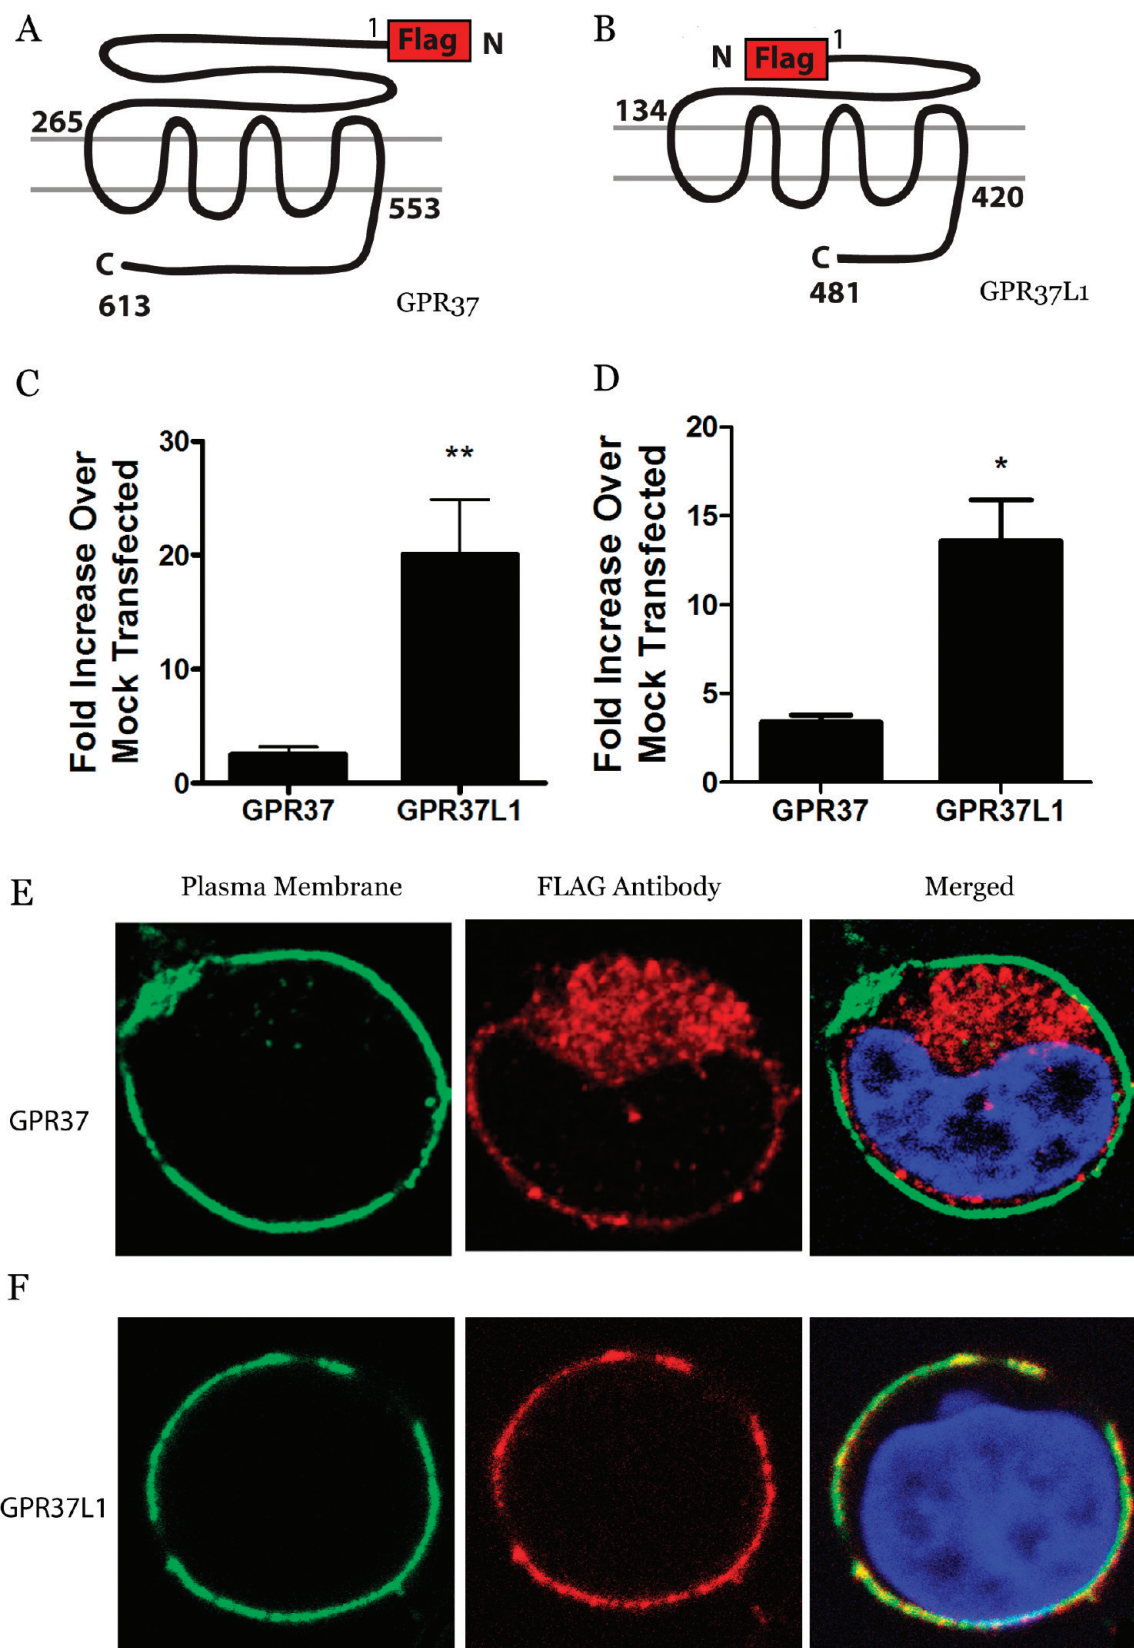 A
1
Flag N
265
553
C
613
GPR37
B
1
N Flag
134
420
C
481
GPR37L1
C
Fold Increase Over
Mock Transfected
30
20
10
0
**
GPR37 GPR37L1
D
Fold Increase Over
Mock Transfected
20
15
10
5
0
*
GPR37 GPR37L1
E
Plasma Membrane FLAG Antibody Merged
GPR37
F
GPR37L1